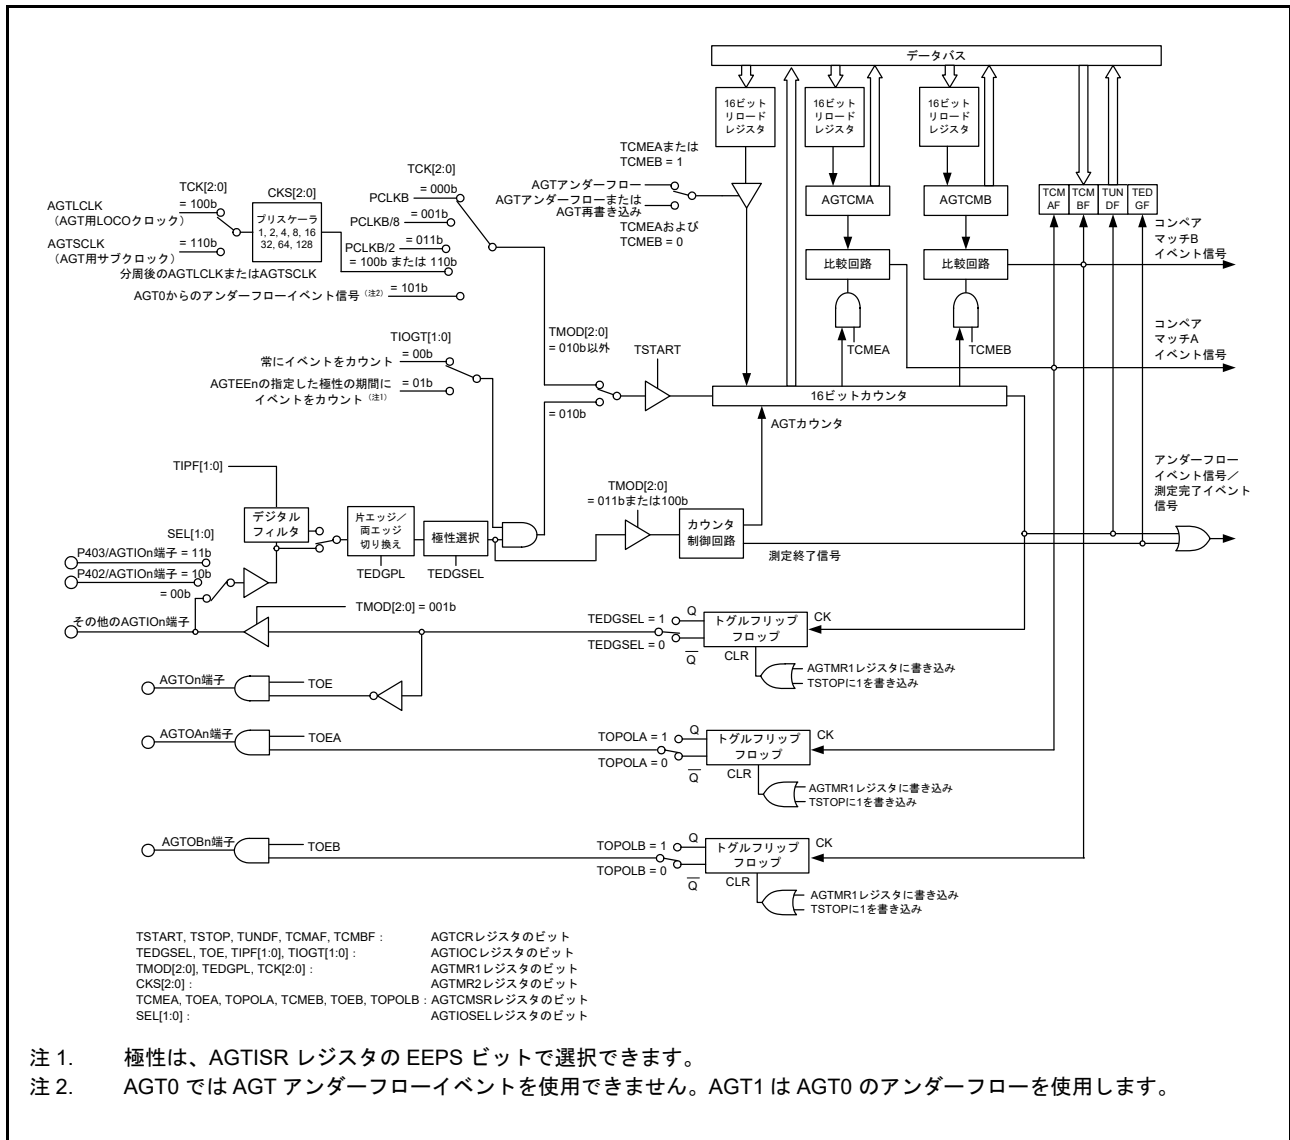 データバス
16ビット
リロード
レジスタ
16ビット
リロード
レジスタ
16ビット
リロード
レジスタ
TCMEAまたは
TCMEB = 1
AGTアンダーフロー
AGTアンダーフローまたは
AGT再書き込み
TCMEAおよび
TCMEB = 0
TCK[2:0]
PCLKB
= 000b
PCLKB/8
= 001b
PCLKB/2
= 011b
= 100b または 110b
TCK[2:0]
CKS[2:0]
AGTLCLK
= 100b
(AGT用LOCOクロック)
AGTSCLK
= 110b
(AGT用サブクロック)
プリスケーラ
1, 2, 4, 8, 16
32, 64, 128
分周後のAGTLCLKまたはAGTSCLK
AGT0からのアンダーフローイベント信号(注2)
= 101b
AGTCMA
AGTCMB
TCM
AF
TCM
BF
TUN
DF
TED
GF
比較回路
比較回路
コンペア
マッチB
イベント信号
TCMEA
TCMEB
コンペア
マッチA
イベント信号
TIOGT[1:0]
常にイベントをカウント
= 00b
AGTEEnの指定した極性の期間に
イベントをカウント(注1)
= 01b
TMOD[2:0]
= 010b以外
= 010b
TSTART
16ビットカウンタ
AGTカウンタ
TIPF[1:0]
デジタル
フィルタ
SEL[1:0]
P403/AGTIOn端子 = 11b
P402/AGTIOn端子 = 10b
= 00b
その他のAGTIOn端子
片エッジ/
両エッジ
切り換え
TEDGPL
極性選択
TEDGSEL
TMOD[2:0]
= 011bまたは100b
カウンタ
制御回路
測定終了信号
アンダーフロー
イベント信号/
測定完了イベント
信号
TMOD[2:0] = 001b
TEDGSEL = 1
TEDGSEL = 0
Q
Q
トグルフリップ
フロップ
CK
CLR
AGTMR1レジスタに書き込み
TSTOPに1を書き込み
AGTOn端子
TOE
AGTOAn端子
TOEA
TOPOLA = 1
TOPOLA = 0
Q
Q
トグルフリップ
フロップ
CK
CLR
AGTMR1レジスタに書き込み
TSTOPに1を書き込み
AGTOBn端子
TOEB
TOPOLB = 1
TOPOLB = 0
Q
Q
トグルフリップ
フロップ
CK
CLR
AGTMR1レジスタに書き込み
TSTOPに1を書き込み
TSTART, TSTOP, TUNDF, TCMAF, TCMBF : AGTCRレジスタのビット
TEDGSEL, TOE, TIPF[1:0], TIOGT[1:0] : AGTIOCレジスタのビット
TMOD[2:0], TEDGPL, TCK[2:0] : AGTMR1レジスタのビット
CKS[2:0] : AGTMR2レジスタのビット
TCMEA, TOEA, TOPOLA, TCMEB, TOEB, TOPOLB : AGTCMSRレジスタのビット
SEL[1:0] : AGTIOSELレジスタのビット
注 1. 極性は、AGTISR レジスタの EEPS ビットで選択できます。
注 2. AGT0 では AGT アンダーフローイベントを使用できません。AGT1 は AGT0 のアンダーフローを使用します。